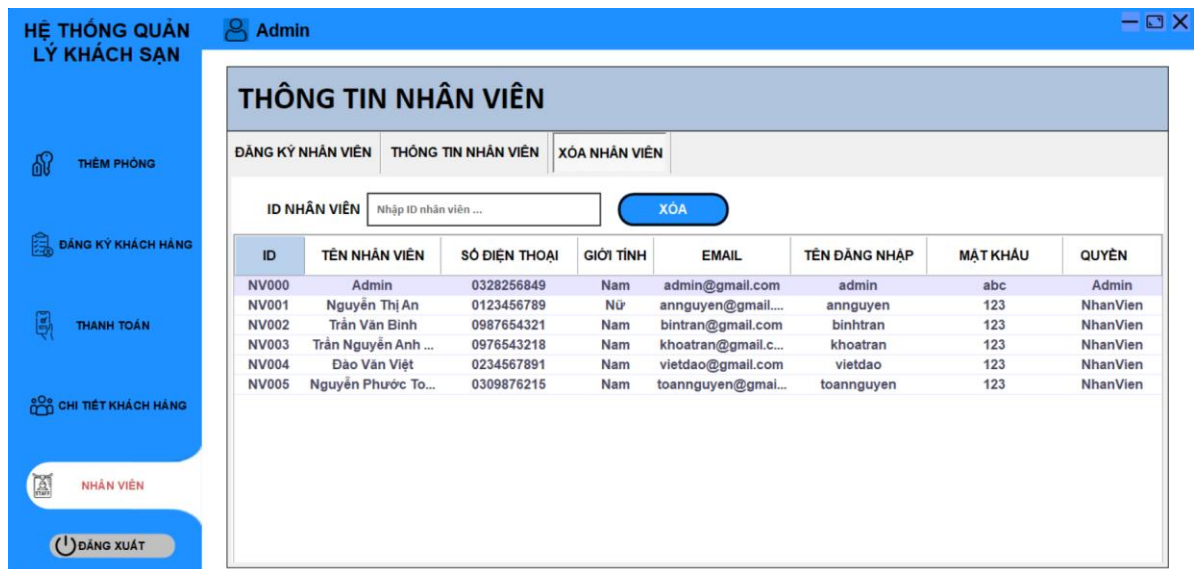 HỆ THỐNG QUẢN
LÝ KHÁCH SẠN
Admin
THÊM PHÒNG
ĐĂNG KÝ KHÁCH HÀNG
THANH TOÁN
CHI TIẾT KHÁCH HÀNG
STAFF
NHÂN VIÊN
ĐĂNG XUẤT
THÔNG TIN NHÂN VIÊN
ĐĂNG KÝ NHÂN VIÊN THÔNG TIN NHÂN VIÊN XÓA NHÂN VIÊN
ID NHÂN VIÊN Nhập ID nhân viên ... XÓA
ID TÊN NHÂN VIÊN SỐ ĐIỆN THOẠI GIỚI TÍNH EMAIL TÊN ĐĂNG NHẬP MẬT KHẨU QUYỀN
NV000 Admin 0328256849 Nam admin@gmail.com admin abc Admin
NV001 Nguyễn Thị An 0123456789 Nữ annguyen@gmail.... annguyen 123 NhanVien
NV002 Trần Văn Bình 0987654321 Nam bintran@gmail.com binhtran 123 NhanVien
NV003 Trần Nguyễn Anh ... 0976543218 Nam khoatran@gmail.c... khoatran 123 NhanVien
NV004 Đào Văn Việt 0234567891 Nam vietdao@gmail.com vietdao 123 NhanVien
NV005 Nguyễn Phước To... 0309876215 Nam toannguyen@gmai... toannguyen 123 NhanVien